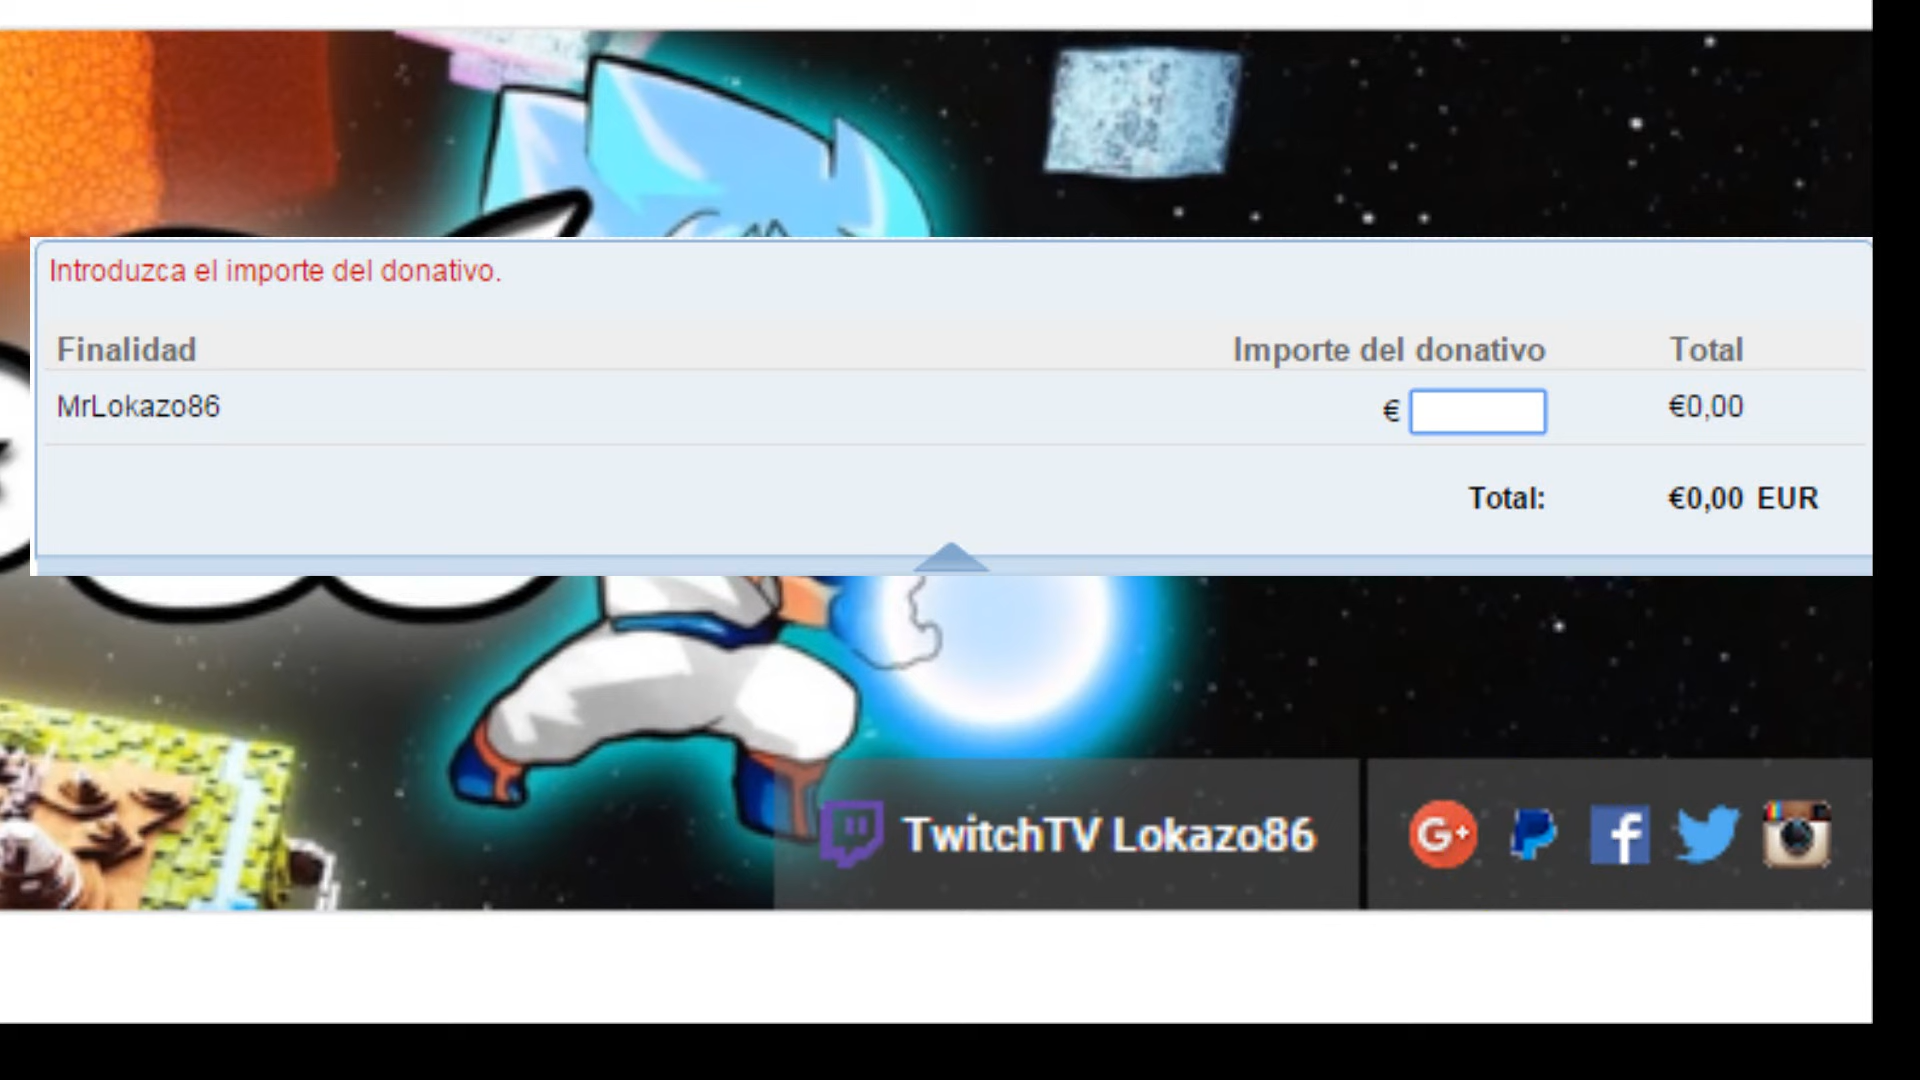 Introduzca el importe del donativo.
Finalidad Importe del donativo Total
MrLokazo86 € €0,00
Total: €0,00 EUR
TwitchTV Lokazo86 G+ f